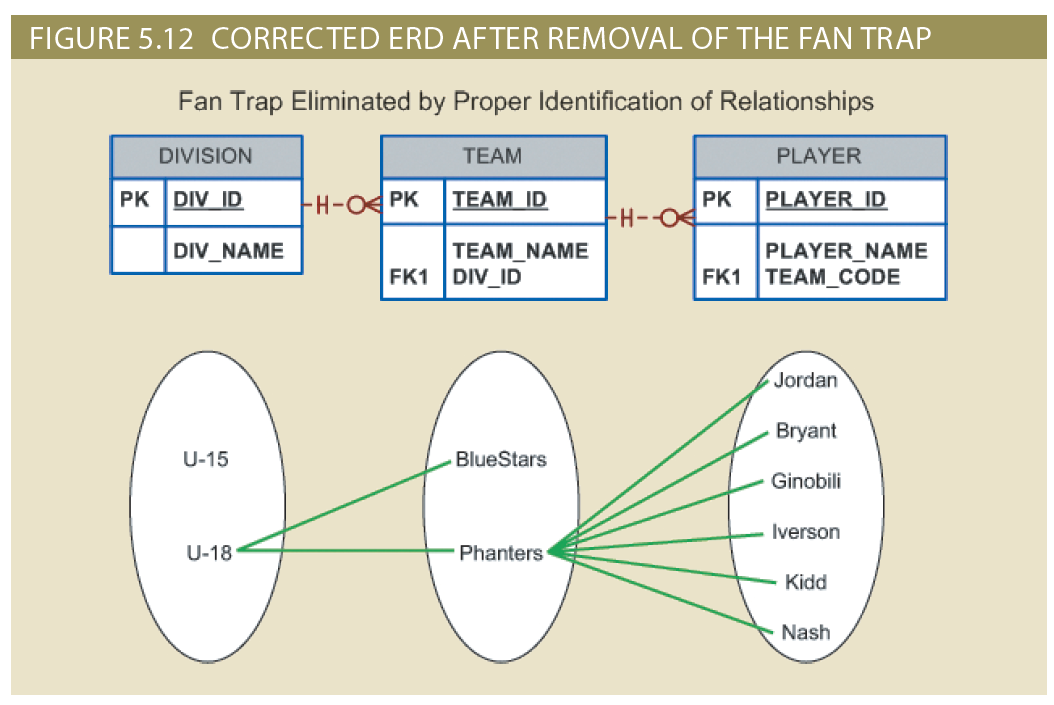 FIGURE 5.12 CORRECTED ERD AFTER REMOVAL OF THE FAN TRAP
Fan Trap Eliminated by Proper Identification of Relationships
DIVISION
PK DIV_ID
DIV_NAME
TEAM
PK TEAM_ID
TEAM_NAME
FK1 DIV_ID
PLAYER
PK PLAYER_ID
PLAYER_NAME
FK1 TEAM_CODE
U-15
U-18
BlueStars
Phanters
Jordan
Bryant
Ginobili
Iverson
Kidd
Nash